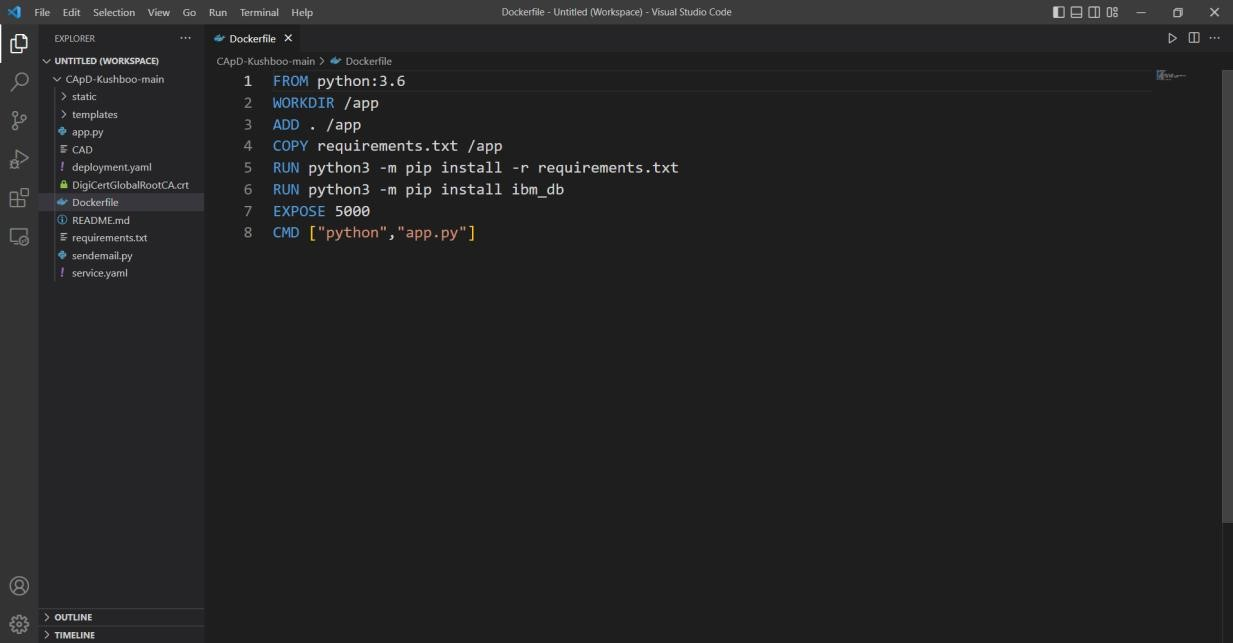 File Edit Selection View Go Run Terminal Help Dockerfile - Untitled (Workspace) - Visual Studio Code
EXPLORER
UNTITLED (WORKSPACE)
CApD-Kushboo-main
static
templates
app.py
CAD
deployment.yaml
DigiCertGlobalRootCA.crt
Dockerfile
README.md
requirements.txt
sendemail.py
service.yaml
OUTLINE
TIMELINE
Dockerfile
CApD-Kushboo-main > Dockerfile
1 FROM python:3.6
2 WORKDIR /app
3 ADD . /app
4 COPY requirements.txt /app
5 RUN python3 -m pip install -r requirements.txt
6 RUN python3 -m pip install ibm_db
7 EXPOSE 5000
8 CMD ["python","app.py"]